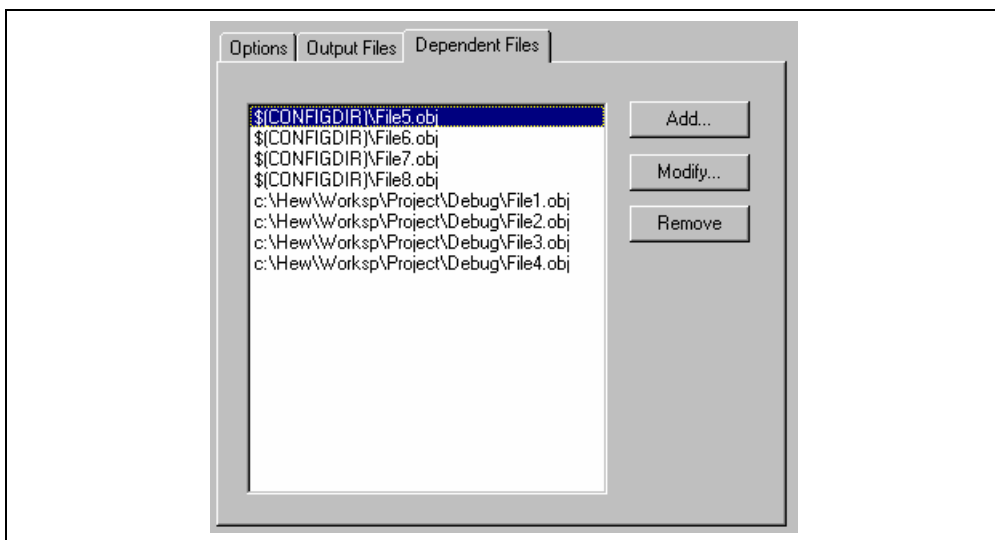 Options Output Files Dependent Files
$(CONFIGDIR)\File5.obj
$(CONFIGDIR)\File6.obj
$(CONFIGDIR)\File7.obj
$(CONFIGDIR)\File8.obj
c:\Hew\Worksp\Project\Debug\File1.obj
c:\Hew\Worksp\Project\Debug\File2.obj
c:\Hew\Worksp\Project\Debug\File3.obj
c:\Hew\Worksp\Project\Debug\File4.obj
Add...
Modify...
Remove